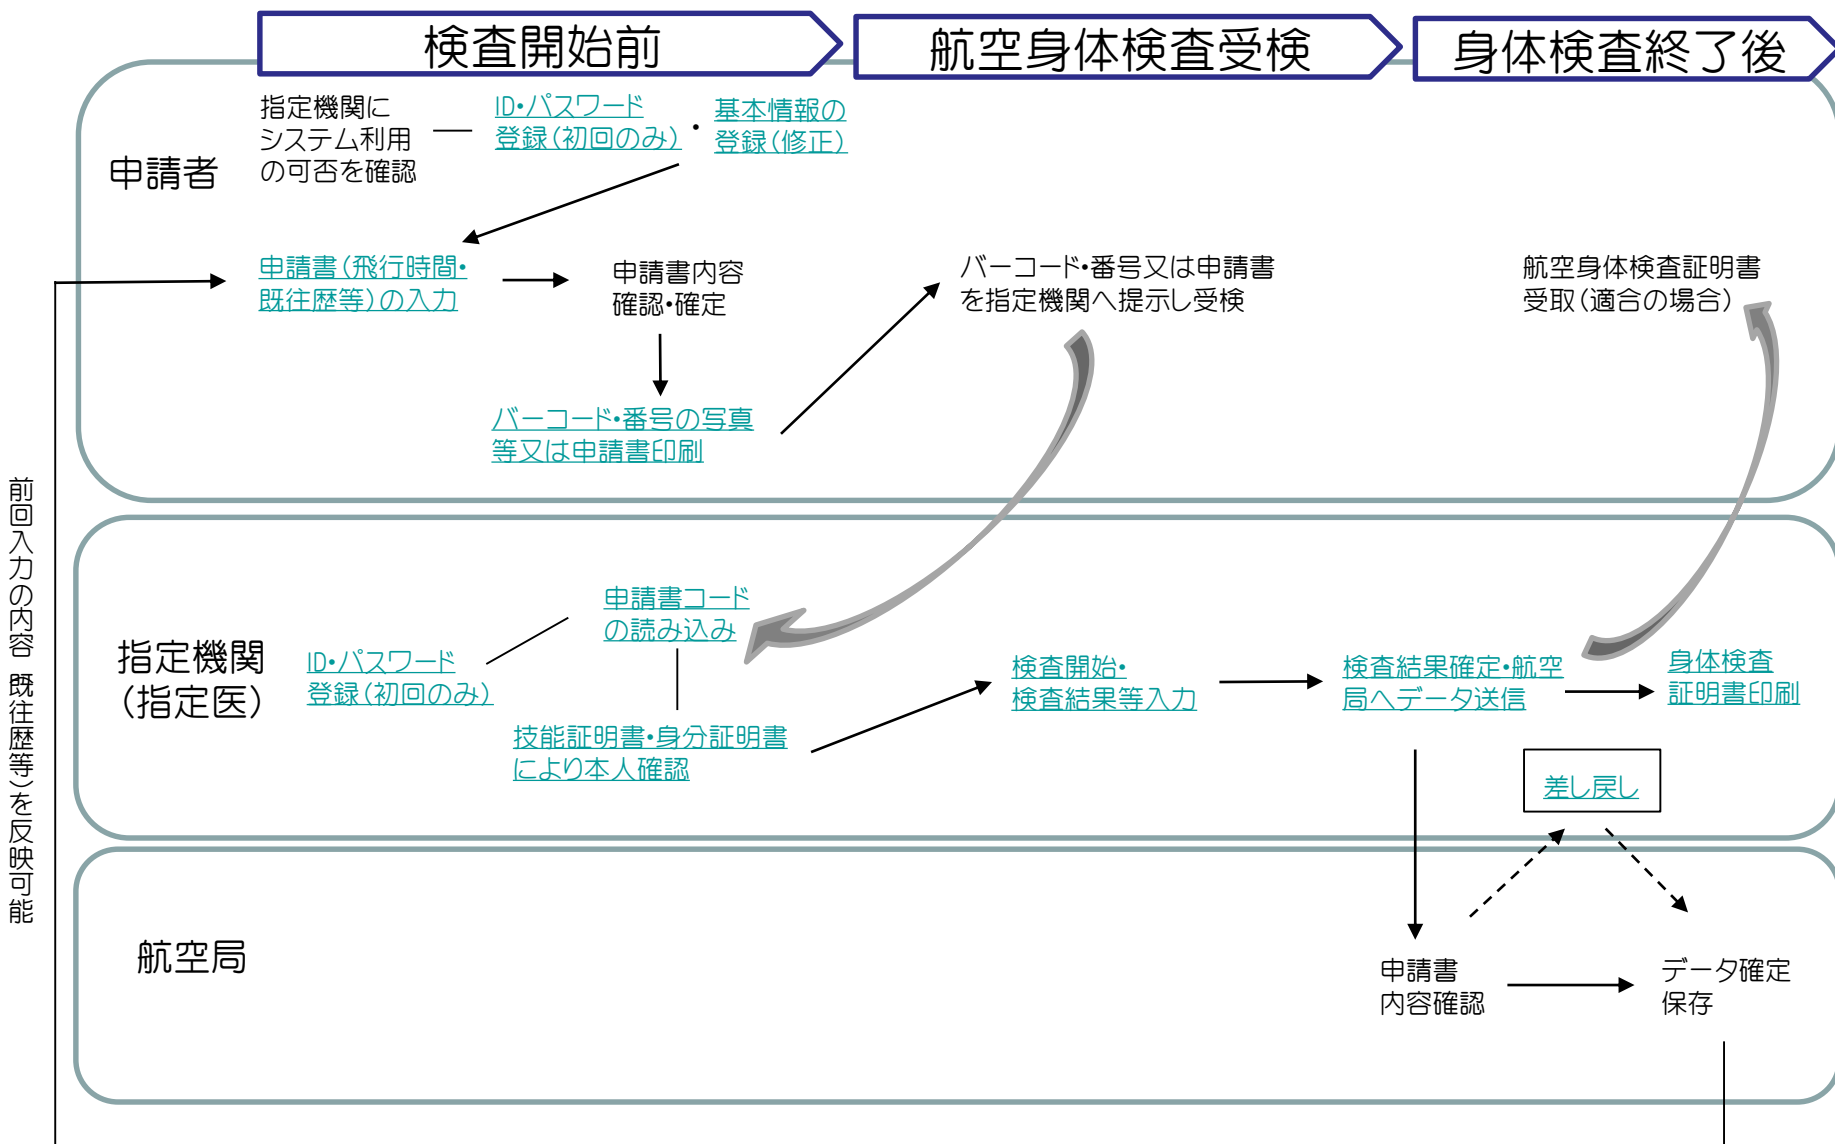 検査開始前
航空身体検査受検
身体検査終了後
申請者
指定機関に
システム利用
の可否を確認
ID・パスワード
登録(初回のみ)
・
基本情報の
登録(修正)
申請書(飛行時間・
既往歴等)の入力
申請書内容
確認・確定
バーコード・番号の写真
等又は申請書印刷
バーコード・番号又は申請書
を指定機関へ提示し受検
航空身体検査証明書
受取(適合の場合)
指定機関
(指定医)
ID・パスワード
登録(初回のみ)
申請書コード
の読み込み
技能証明書・身分証明書
により本人確認
検査開始・
検査結果等入力
検査結果確定・航空
局へデータ送信
身体検査
証明書印刷
差し戻し
航空局
申請書
内容確認
データ確定
保存
前回入力の内容 既往歴等)を反映可能